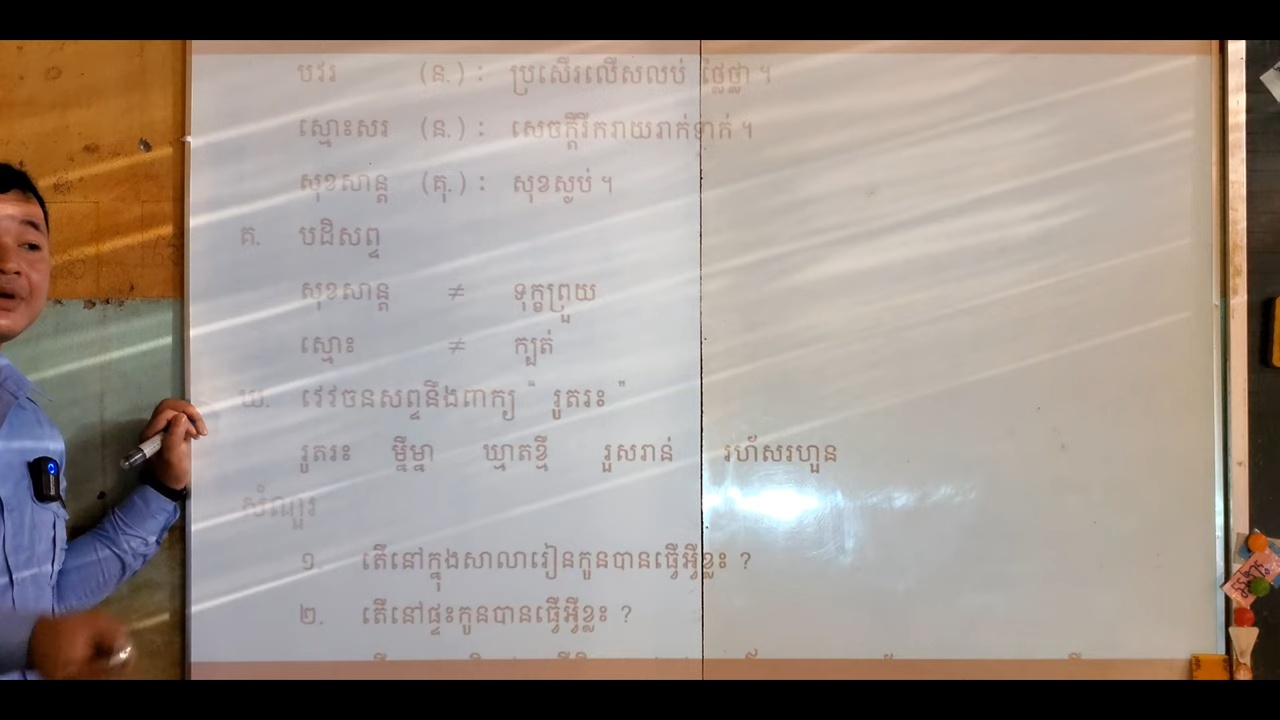 បវរ (ន.) : ប្រសើរលើសលប់ ថ្លៃថ្លា ។
ស្មោះសរ (ន.) : សេចក្តីរីករាយរាក់ទាក់ ។
សុខសាន្ត (គុ.) : សុខស្លប់ ។
គ. បដិសព្ទ
សុខសាន្ត ≠ ទុក្ខព្រួយ
ស្មោះ ≠ ក្បត់
ឃ. វេវចនសព្ទនឹងពាក្យ " រូតរះ "
រូតរះ ម្នីម្នា ឃ្មាតខ្មី រួសរាន់ រហ័សរហួន
សំណួរ
១. តើនៅក្នុងសាលារៀនកូនបានធ្វើអ្វីខ្លះ ?
២. តើនៅផ្ទះកូនបានធ្វើអ្វីខ្លះ ?